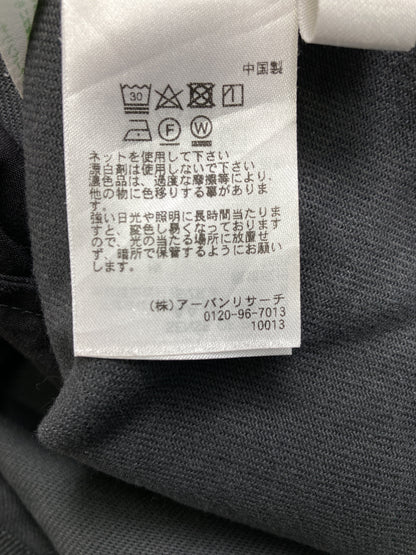 中国製
30
F W
ネットを使用して下さい
漂白剤は使用しないで下さい
濃色品は、過度な摩擦等により、
他の物に色移りする事がありま
す。
強い日光や照明に長時間当たりま
すと、変色し易くなっております
ので、光の当たる場所に放置せ
ず、暗所で保管するようにお願い
します。
(株) アーバンリサーチ
0120-96-7013
10013